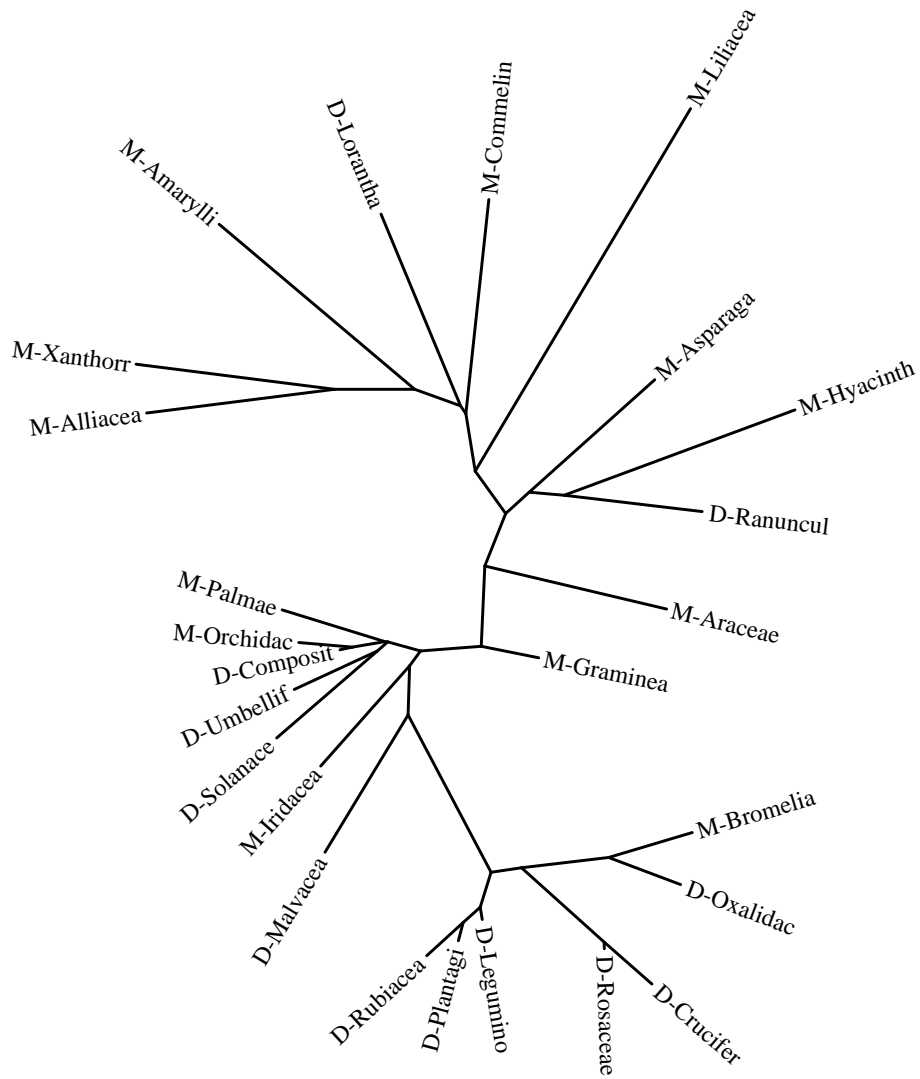 M-Liliacea
M-Commelin
D-Lorantha
M-Amarylli
M-Asparaga
M-Xanthorr
M-Hyacinth
M-Alliacea
D-Ranuncul
M-Palmae
M-Araceae
M-Orchidac
D-Composit
M-Graminea
D-Umbellif
D-Solanace
M-Iridacea
M-Bromelia
D-Malvacea
D-Oxalidac
D-Rubiacea
D-Plantagi
D-Legumino
D-Rosaceae
D-Crucifer